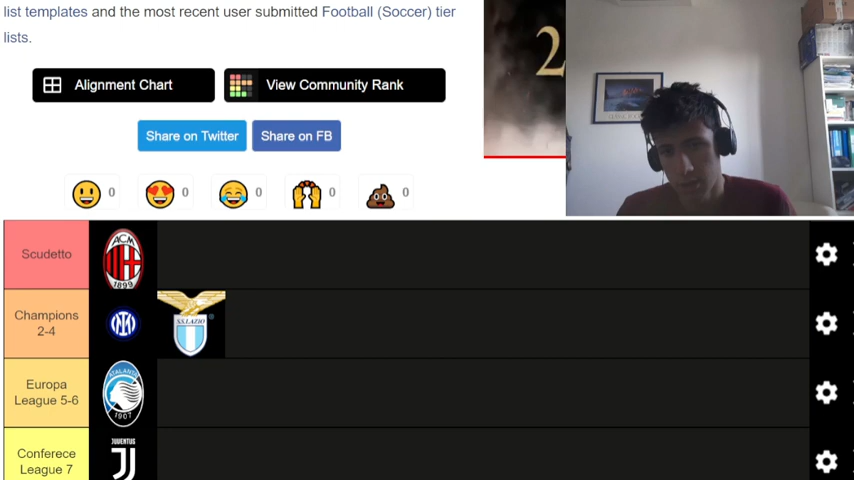 list templates and the most recent user submitted Football (Soccer) tier
lists.
2
Alignment Chart
View Community Rank
Share on Twitter
Share on FB
0
0
0
0
0
Scudetto
ACM
1899
Champions
2-4
S.S.LAZIO
Europa
League 5-6
ATALANTA
1907
Conferece
League 7
JUVENTUS